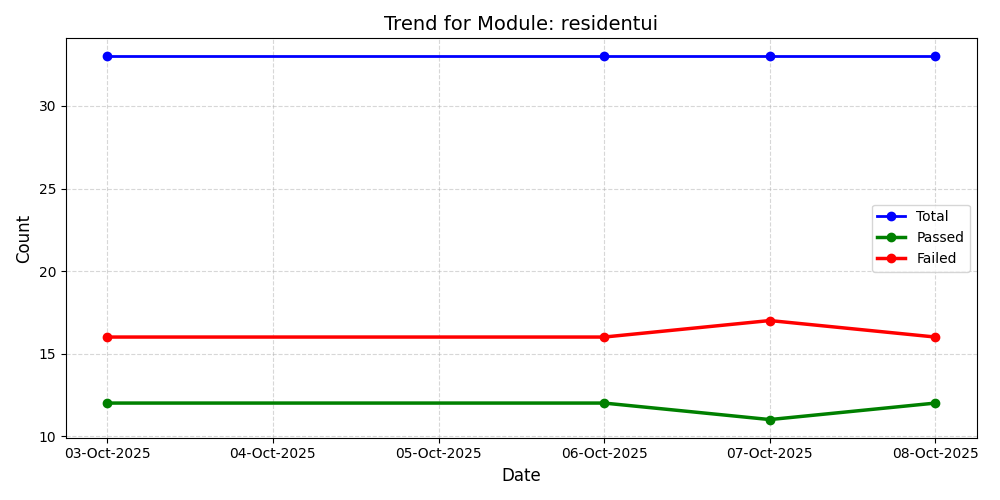 Trend for Module: residentui
Count
30
25
20
15
10
Total
Passed
Failed
03-Oct-2025
04-Oct-2025
05-Oct-2025
06-Oct-2025
07-Oct-2025
08-Oct-2025
Date